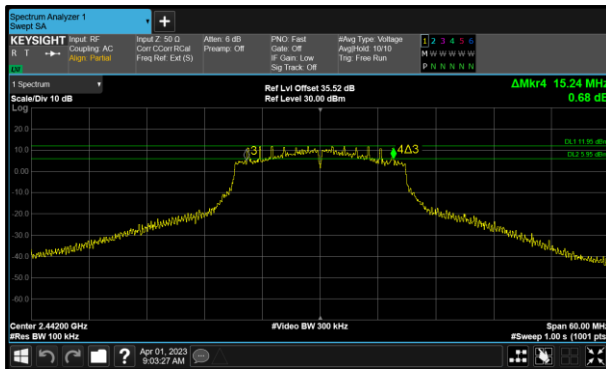 Spectrum Analyzer 1
Swept SA
KEYSIGHT
R T
LXI
Input: RF
Coupling: AC
Align: Partial
Input Z: 50 Ω
Corr CCorr RCal
Freq Ref: Ext (S)
Atten: 6 dB
Preamp: Off
PNO: Fast
Gate: Off
IF Gain: Low
Sig Track: Off
#Avg Type: Voltage
Avg|Hold: 10/10
Trig: Free Run
1 2 3 4 5 6
M W W W W W
P N N N N N
1 Spectrum
Scale/Div 10 dB
Log
Ref Lvl Offset 35.52 dB
Ref Level 30.00 dBm
ΔMkr4 15.24 MHz
0.68 dB
20.0
10.0
0.00
-10.0
-20.0
-30.0
-40.0
-50.0
-60.0
3
4Δ3
DL1 11.95 dBm
DL2 5.95 dBm
Center 2.44200 GHz
#Res BW 100 kHz
#Video BW 300 kHz
Span 60.00 MHz
#Sweep 1.00 s (1001 pts)
?
Apr 01, 2023
9:03:27 AM